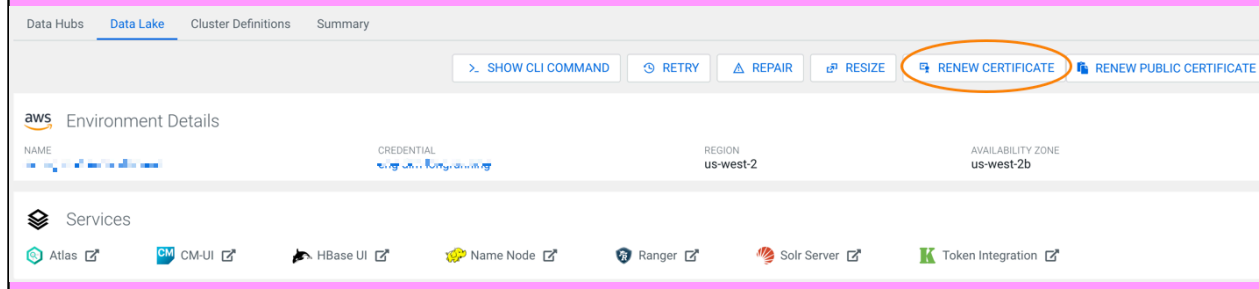 Data Hubs Data Lake Cluster Definitions Summary
>_ SHOW CLI COMMAND RETRY REPAIR RESIZE RENEW CERTIFICATE RENEW PUBLIC CERTIFICATE
aws Environment Details
NAME CREDENTIAL REGION AVAILABILITY ZONE
us-west-2 us-west-2b
Services
Atlas CM CM-UI HBase UI Name Node Ranger Solr Server K Token Integration